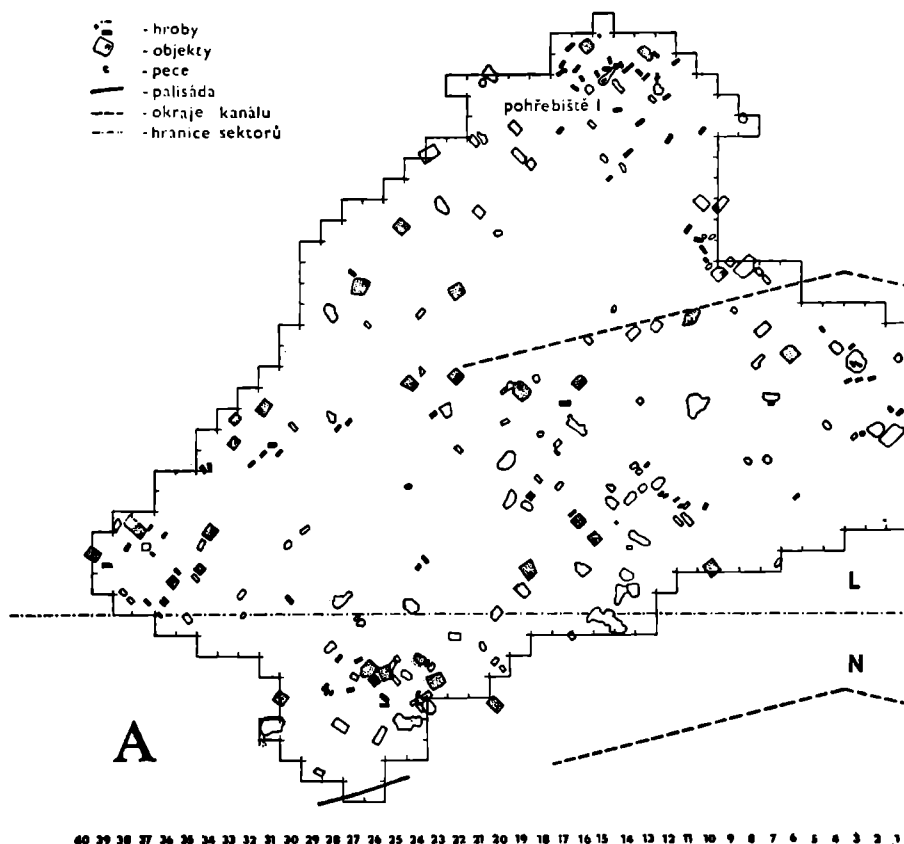 - hroby
- objekty
- pece
- palisáda
- okraje kanálu
- hranice sektorů
pohřebiště I
L
N
A
40 39 38 37 36 35 34 33 32 31 30 29 28 27 26 25 24 23 22 21 20 19 18 17 16 15 14 13 12 11 10 9 8 7 6 5 4 3 2 1